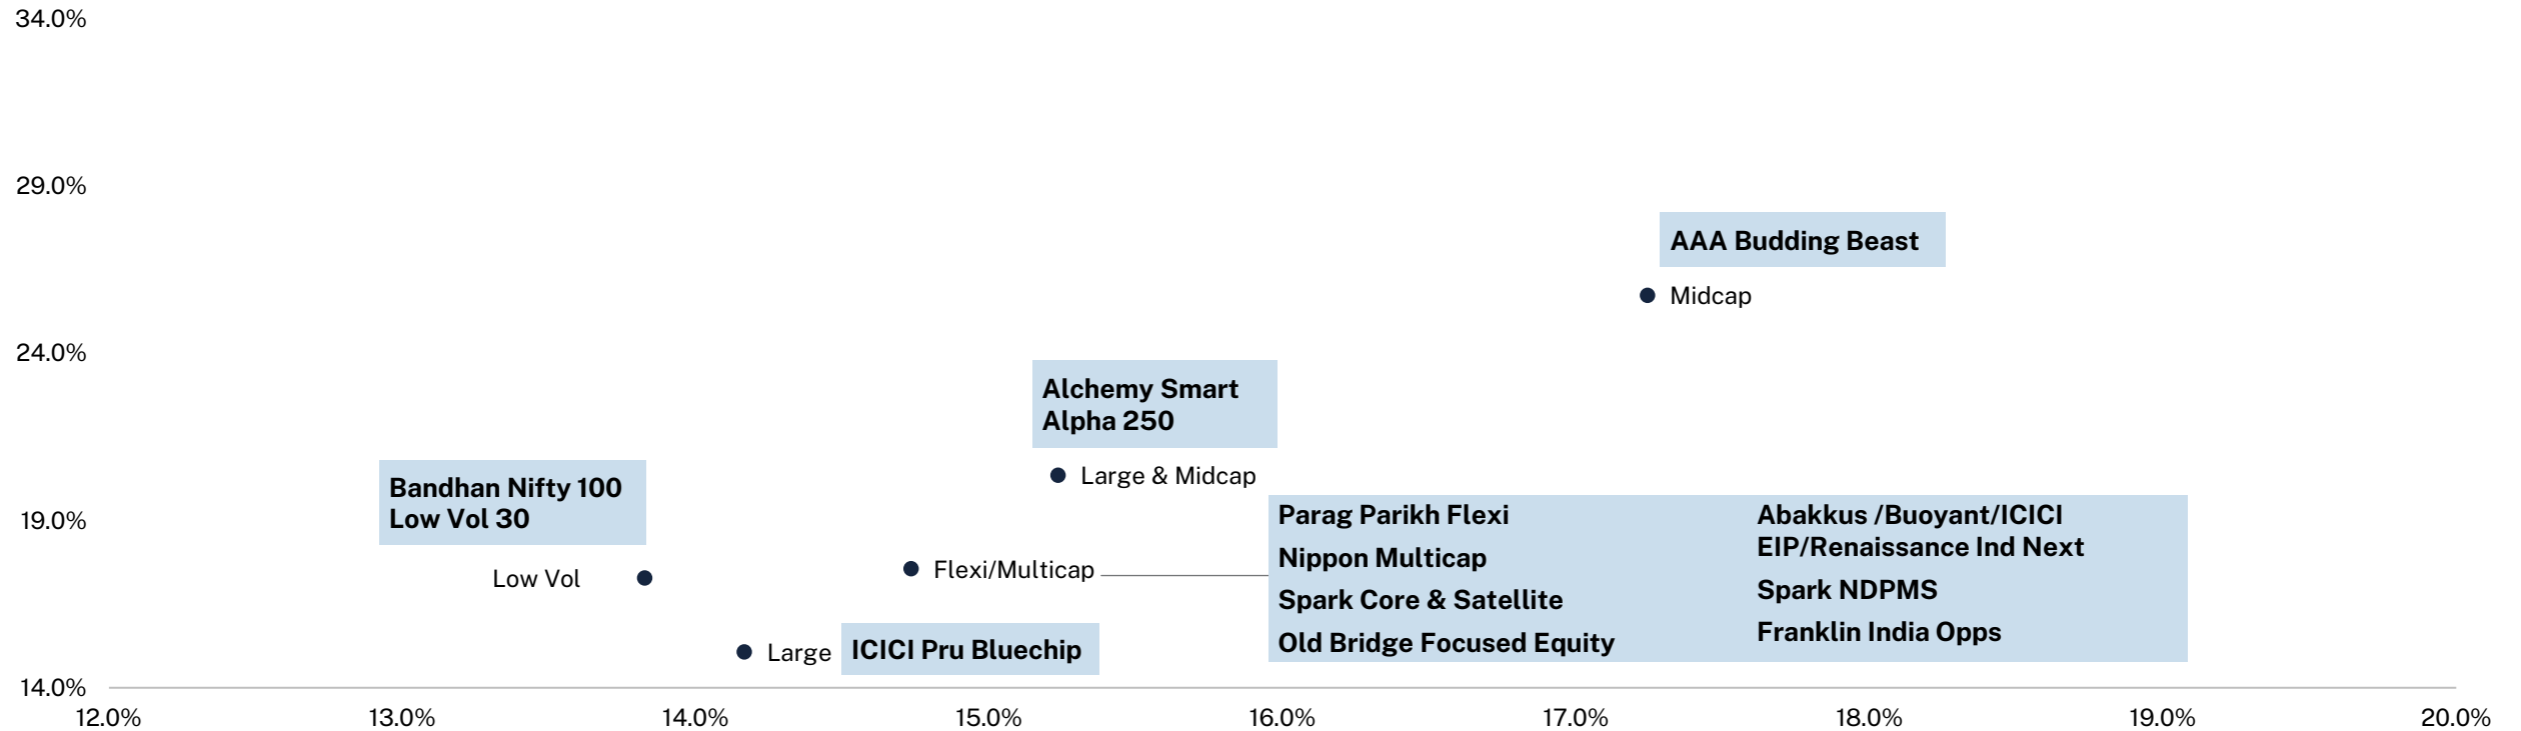 34.0%
29.0%
AAA Budding Beast
Midcap
24.0%
Alchemy Smart
Alpha 250
Large & Midcap
Bandhan Nifty 100
Low Vol 30
19.0%
Low Vol
Flexi/Multicap
Parag Parikh Flexi
Nippon Multicap
Spark Core & Satellite
Old Bridge Focused Equity
Abakkus /Buoyant/ICICI
EIP/Renaissance Ind Next
Spark NDPMS
Franklin India Opps
Large
ICICI Pru Bluechip
14.0%
12.0% 13.0% 14.0% 15.0% 16.0% 17.0% 18.0% 19.0% 20.0%